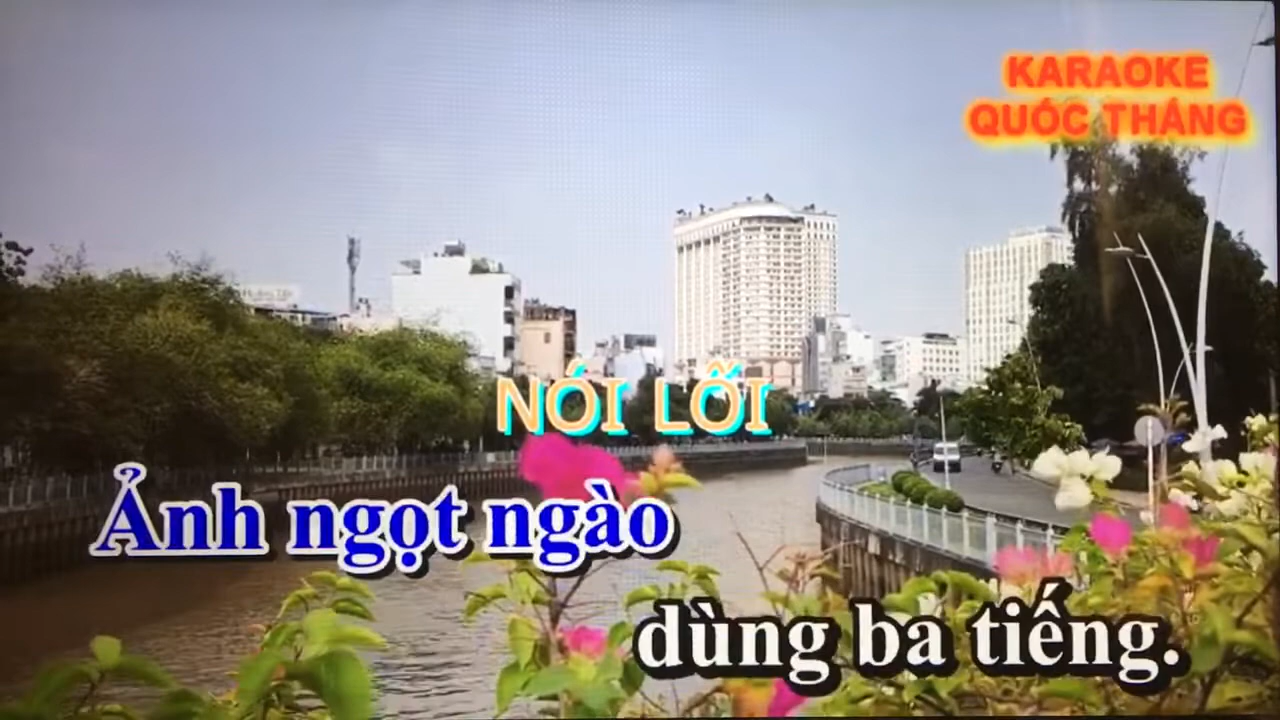 KARAOKE
QUỐC THẮNG
NÓI LỐI
Ảnh ngọt ngào
dùng ba tiếng.